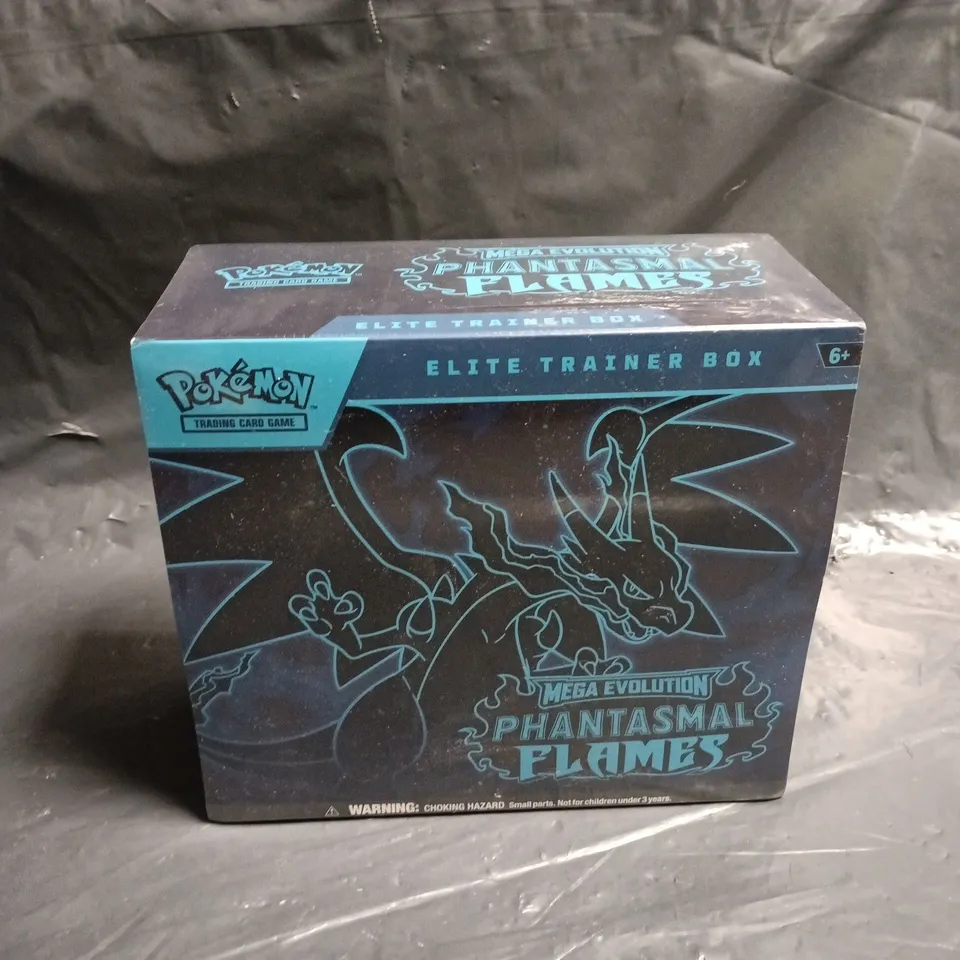 POKéMON
TRADING CARD GAME
MEGA EVOLUTION
PHANTASMAL
FLAMES
ELITE TRAINER BOX
POKéMON™
TRADING CARD GAME
ELITE TRAINER BOX
6+
MEGA EVOLUTION
PHANTASMAL
FLAMES
⚠ WARNING: CHOKING HAZARD Small parts. Not for children under 3 years.